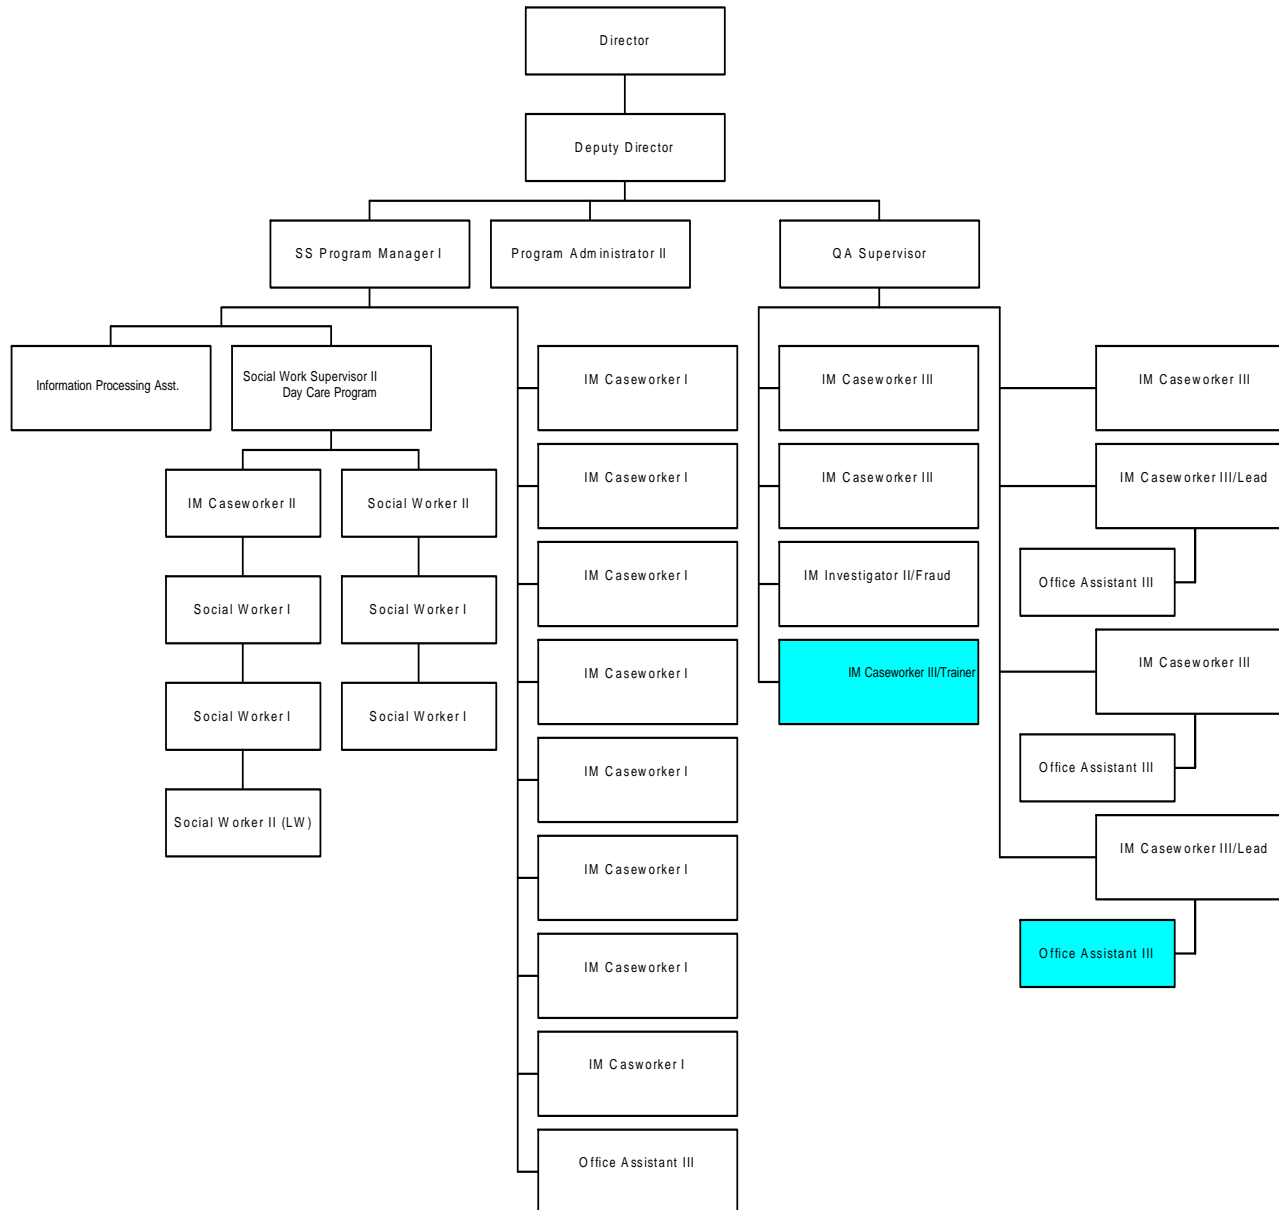 Director
Deputy Director
SS Program Manager I
Program Administrator II
QA Supervisor
Information Processing Asst.
Social Work Supervisor II
Day Care Program
IM Caseworker II
Social Worker I
Social Worker I
Social Worker II (LW)
Social Worker II
Social Worker I
Social Worker I
IM Caseworker I
IM Caseworker I
IM Caseworker I
IM Caseworker I
IM Caseworker I
IM Caseworker I
IM Caseworker I
IM Casworker I
Office Assistant III
IM Caseworker III
IM Caseworker III
IM Investigator II/Fraud
IM Caseworker III/Trainer
IM Caseworker III
IM Caseworker III/Lead
Office Assistant III
IM Caseworker III
Office Assistant III
IM Caseworker III/Lead
Office Assistant III